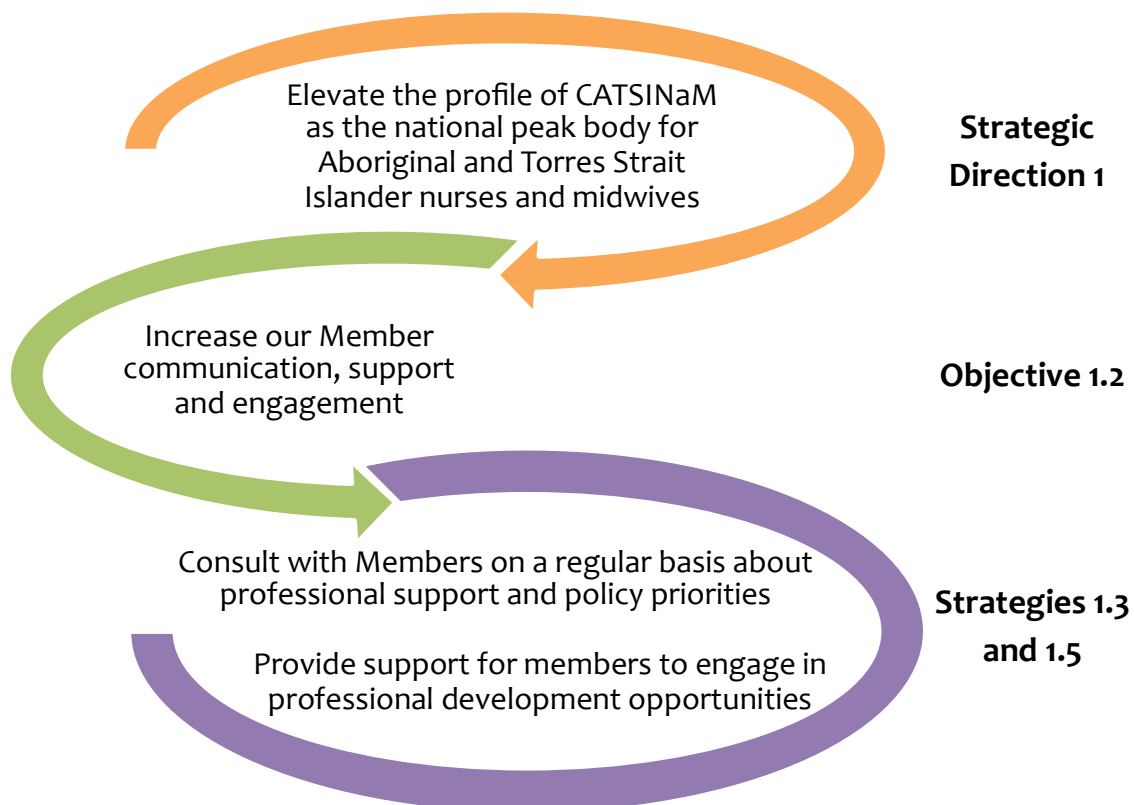 Elevate the profile of CATSINaM
as the national peak body for
Aboriginal and Torres Strait
Islander nurses and midwives
Strategic
Direction 1
Increase our Member
communication, support
and engagement
Objective 1.2
Consult with Members on a regular basis about
professional support and policy priorities
Provide support for members to engage in
professional development opportunities
Strategies 1.3
and 1.5